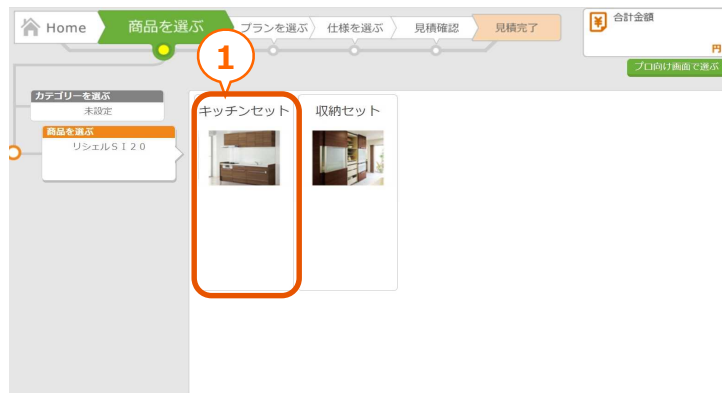 Home
商品を選ぶ
プランを選ぶ
仕様を選ぶ
見積確認
見積完了
合計金額
円
プロ向け画面で選ぶ
1
カテゴリーを選ぶ
未設定
商品を選ぶ
リシェルSI20
キッチンセット
収納セット